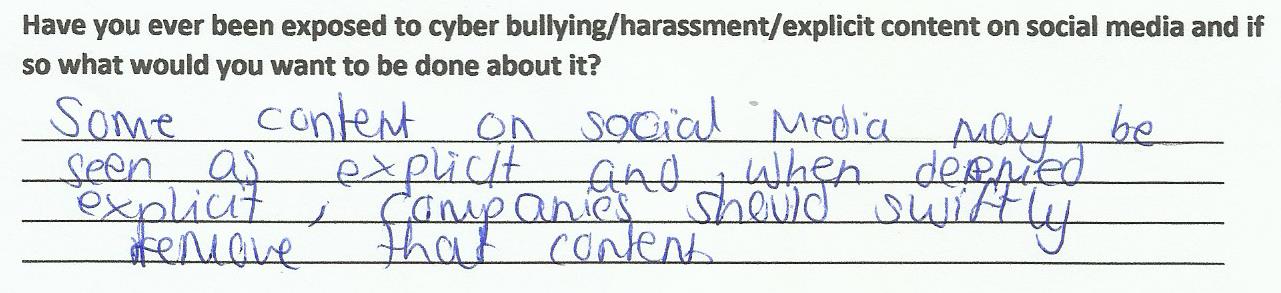 Have you ever been exposed to cyber bullying/harassment/explicit content on social media and if
so what would you want to be done about it?
Some content on social media may be
seen as explicit and, when
explicit, companies should swiftly
remove that content